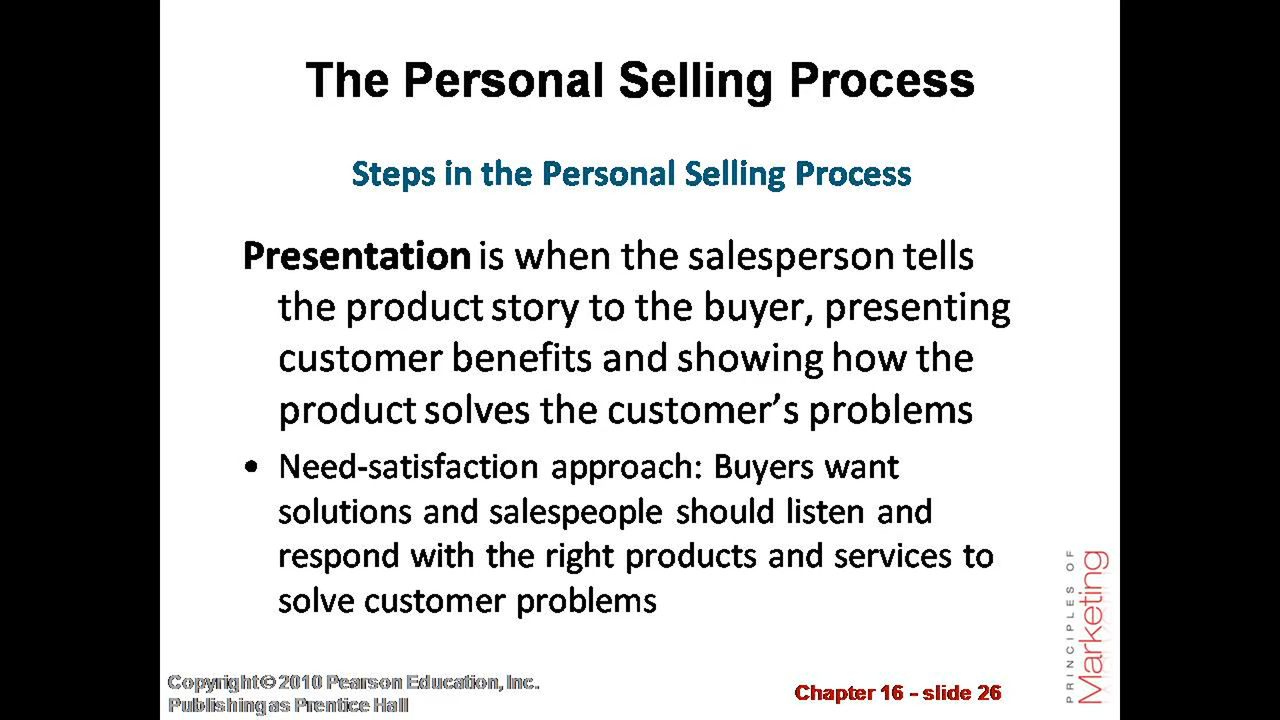 The Personal Selling Process
Steps in the Personal Selling Process
Presentation is when the salesperson tells
the product story to the buyer, presenting
customer benefits and showing how the
product solves the customer’s problems
• Need-satisfaction approach: Buyers want
solutions and salespeople should listen and
respond with the right products and services to
solve customer problems
PRINCIPLES OF
Marketing
Copyright © 2010 Pearson Education, Inc.
Publishing as Prentice Hall
Chapter 16 - slide 26